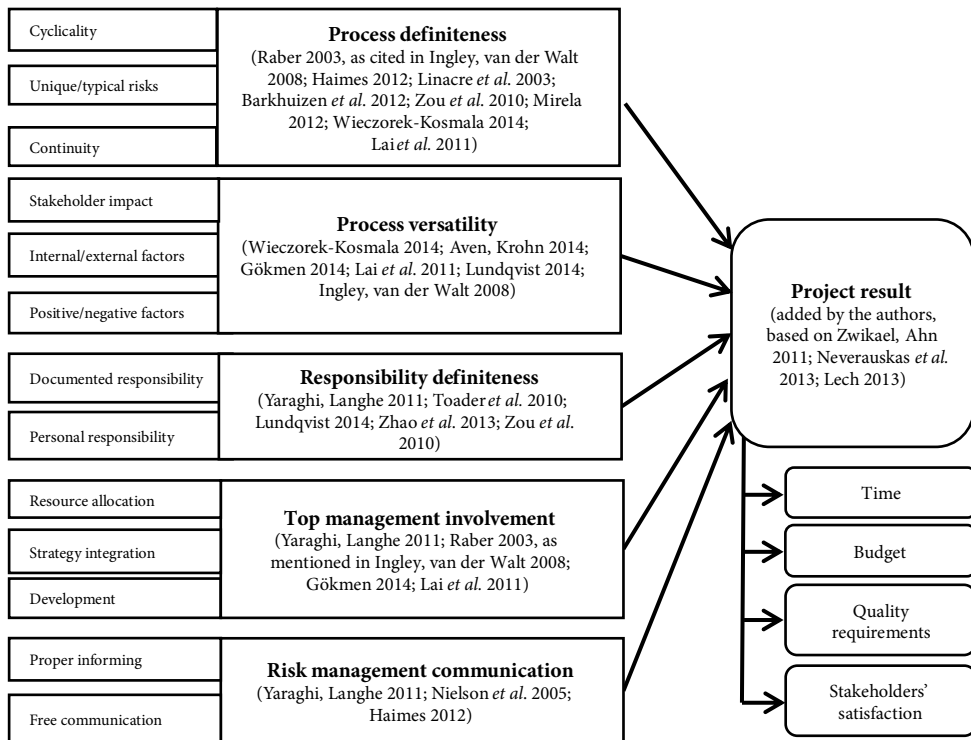 Cyclicality
Unique/typical risks
Continuity
Process definiteness
(Raber 2003, as cited in Ingley, van der Walt
2008; Haimes 2012; Linacre et al. 2003;
Barkhuizen et al. 2012; Zou et al. 2010; Mirela
2012; Wieczorek-Kosmala 2014;
Lai et al. 2011)
Stakeholder impact
Internal/external factors
Positive/negative factors
Process versatility
(Wieczorek-Kosmala 2014; Aven, Krohn 2014;
Gökmen 2014; Lai et al. 2011; Lundqvist 2014;
Ingley, van der Walt 2008)
Documented responsibility
Personal responsibility
Responsibility definiteness
(Yaraghi, Langhe 2011; Toader et al. 2010;
Lundqvist 2014; Zhao et al. 2013; Zou et al.
2010)
Resource allocation
Strategy integration
Development
Top management involvement
(Yaraghi, Langhe 2011; Raber 2003, as
mentioned in Ingley, van der Walt 2008;
Gökmen 2014; Lai et al. 2011)
Proper informing
Free communication
Risk management communication
(Yaraghi, Langhe 2011; Nielson et al. 2005;
Haimes 2012)
Project result
(added by the authors,
based on Zwikael, Ahn
2011; Neverauskas et al.
2013; Lech 2013)
Time
Budget
Quality
requirements
Stakeholders'
satisfaction